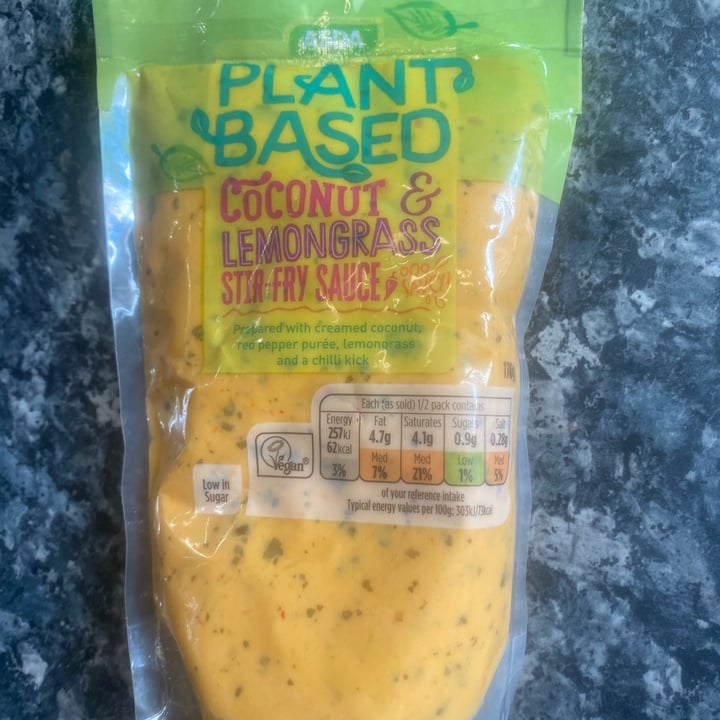 ASDA
PLANT
BASED
COCONUT &
LEMONGRASS
STIR-FRY SAUCE
Prepared with creamed coconut,
red pepper purée, lemongrass
and a chilli kick
170g
Each (as sold) 1/2 pack contains
Energy Fat Saturates Sugars Salt
257kJ 4.7g 4.1g 0.9g 0.28g
62kcal
Med Med Low Med
3% 7% 21% 1% 5%
of your reference intake
Typical energy values per 100g: 303kJ/73kcal
Vegan
Low in
Sugar